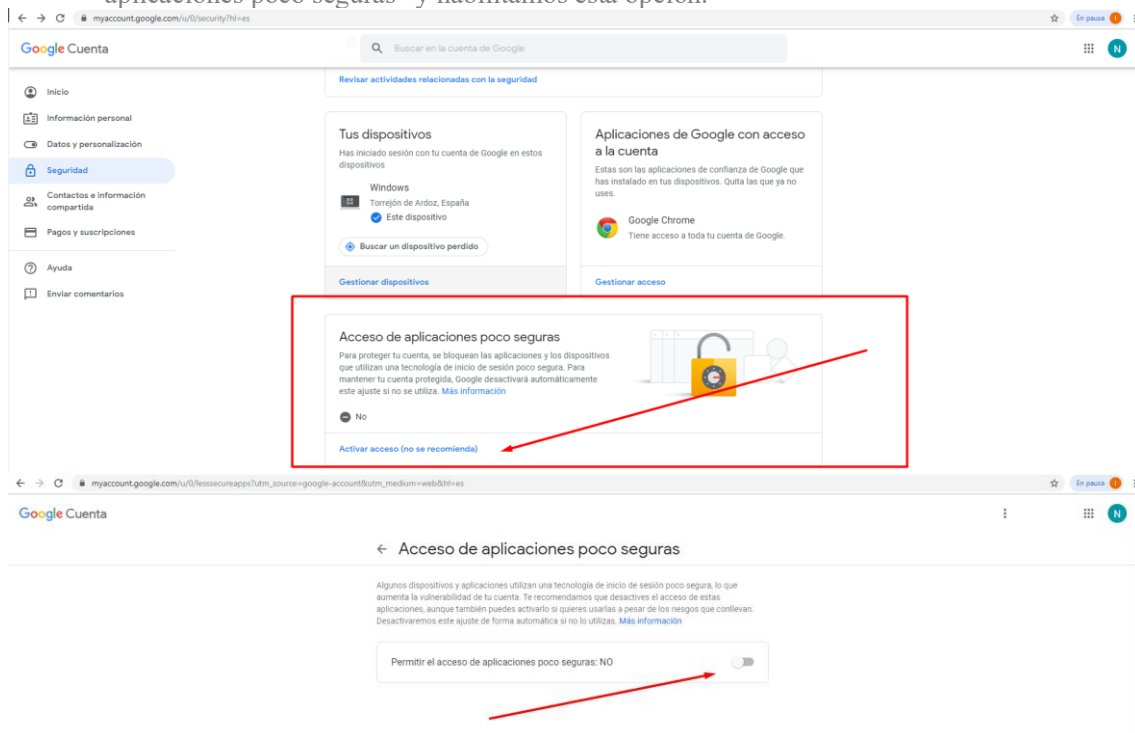 aplicaciones poco seguras" y habilitamos esta opción.
myaccount.google.com/u/0/security?hl=es
En pausa
Google Cuenta
Buscar en la cuenta de Google
N
Revisar actividades relacionadas con la seguridad
Inicio
Información personal
Datos y personalización
Seguridad
Contactos e información
compartida
Pagos y suscripciones
Ayuda
Enviar comentarios
Tus dispositivos
Has iniciado sesión con tu cuenta de Google en estos
dispositivos
Windows
Torrejón de Ardoz, España
Este dispositivo
Buscar un dispositivo perdido
Gestionar dispositivos
Aplicaciones de Google con acceso
a la cuenta
Estas son las aplicaciones de confianza de Google que
has instalado en tus dispositivos. Quita las que ya no
uses.
Google Chrome
Tiene acceso a toda tu cuenta de Google.
Gestionar acceso
Acceso de aplicaciones poco seguras
Para proteger tu cuenta, se bloquean las aplicaciones y los dispositivos
que utilizan una tecnología de inicio de sesión poco segura. Para
mantener tu cuenta protegida, Google desactivará automáticamente
este ajuste si no se utiliza. Más información
No
Activar acceso (no se recomienda)
myaccount.google.com/u/0/lesssecureapps?utm_source=google-account&utm_medium=web&hl=es
En pausa
Google Cuenta
N
Acceso de aplicaciones poco seguras
Algunos dispositivos y aplicaciones utilizan una tecnología de inicio de sesión poco segura, lo que
aumenta la vulnerabilidad de tu cuenta. Te recomendamos que desactives el acceso de estas
aplicaciones, aunque también puedes activarlo si quieres usarlas a pesar de los riesgos que conllevan.
Desactivaremos este ajuste de forma automática si no lo utilizas. Más información
Permitir el acceso de aplicaciones poco seguras: NO